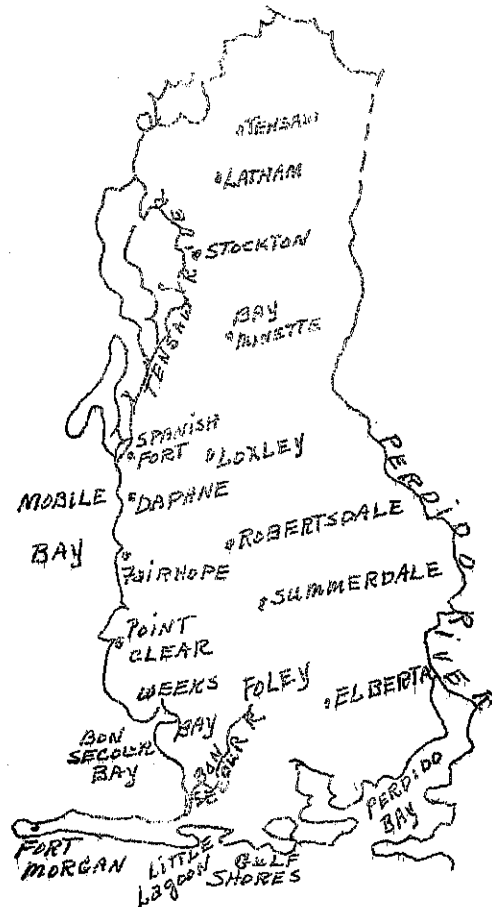 TENSAW
LATHAM
STOCKTON
TENSAW RIVER
BAY
MINETTE
SPANISH
FORT
LOXLEY
MOBILE
BAY
DAPHNE
PERDIDO RIVER
ROBERTSDALE
FAIRHOPE
SUMMERDALE
POINT
CLEAR
WEEKS
BAY
FOLEY
ELBERTA
BON
SECOUR
BAY
BON
SECOUR R
PERDIDO
BAY
FORT
MORGAN
LITTLE
LAGOON
GULF
SHORES